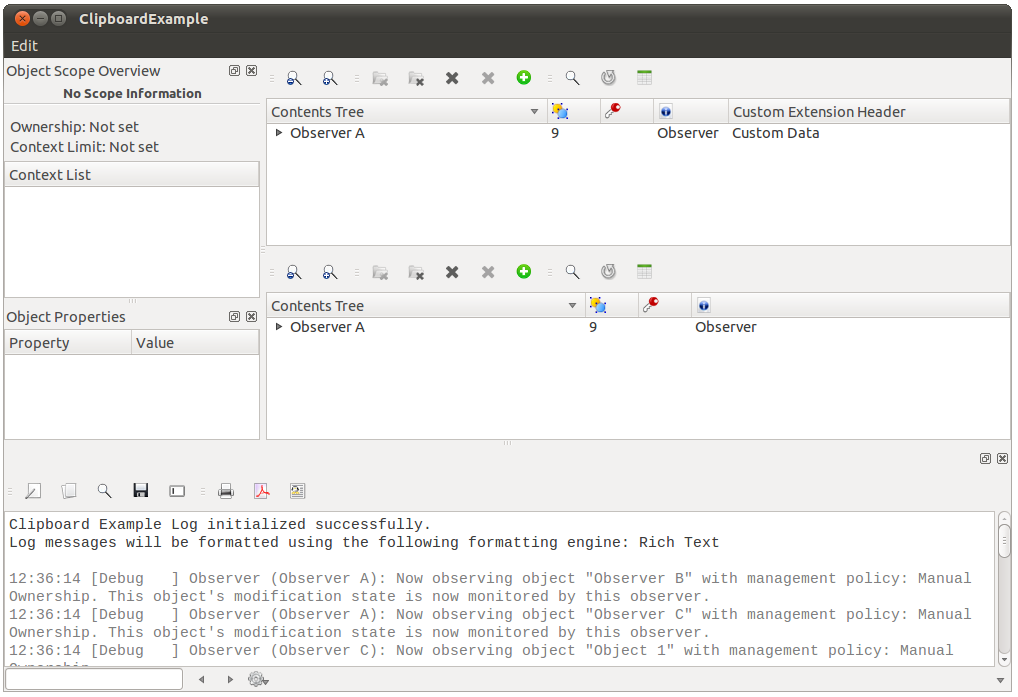 ClipboardExample
Edit
Object Scope Overview
No Scope Information
Ownership: Not set
Context Limit: Not set
Context List
Contents Tree Custom Extension Header
Observer A 9 Observer Custom Data
Contents Tree
Observer A 9 Observer
Object Properties
Property Value
Clipboard Example Log initialized successfully.
Log messages will be formatted using the following formatting engine: Rich Text
12:36:14 [Debug   ] Observer (Observer A): Now observing object "Observer B" with management policy: Manual
Ownership. This object's modification state is now monitored by this observer.
12:36:14 [Debug   ] Observer (Observer A): Now observing object "Observer C" with management policy: Manual
Ownership. This object's modification state is now monitored by this observer.
12:36:14 [Debug   ] Observer (Observer C): Now observing object "Object 1" with management policy: Manual